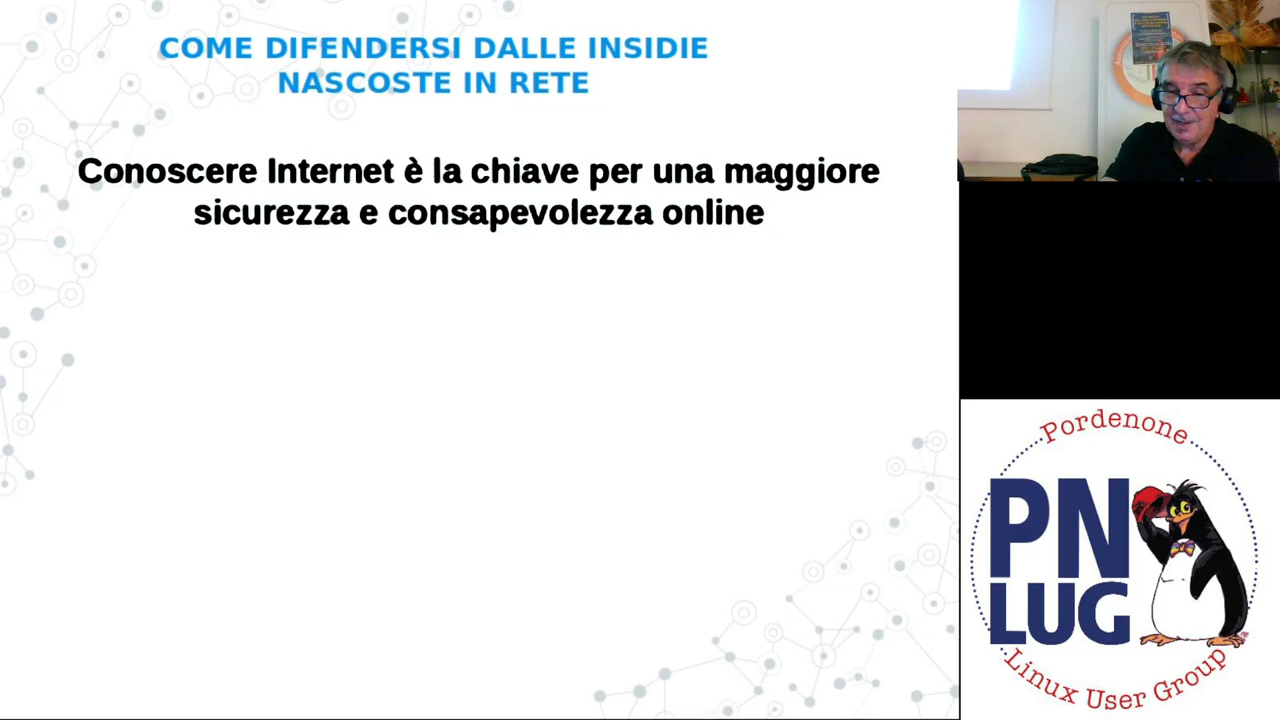 COME DIFENDERSI DALLE INSIDIE
NASCOSTE IN RETE
Conoscere Internet è la chiave per una maggiore
sicurezza e consapevolezza online
Pordenone
PN
LUG
Linux User Group